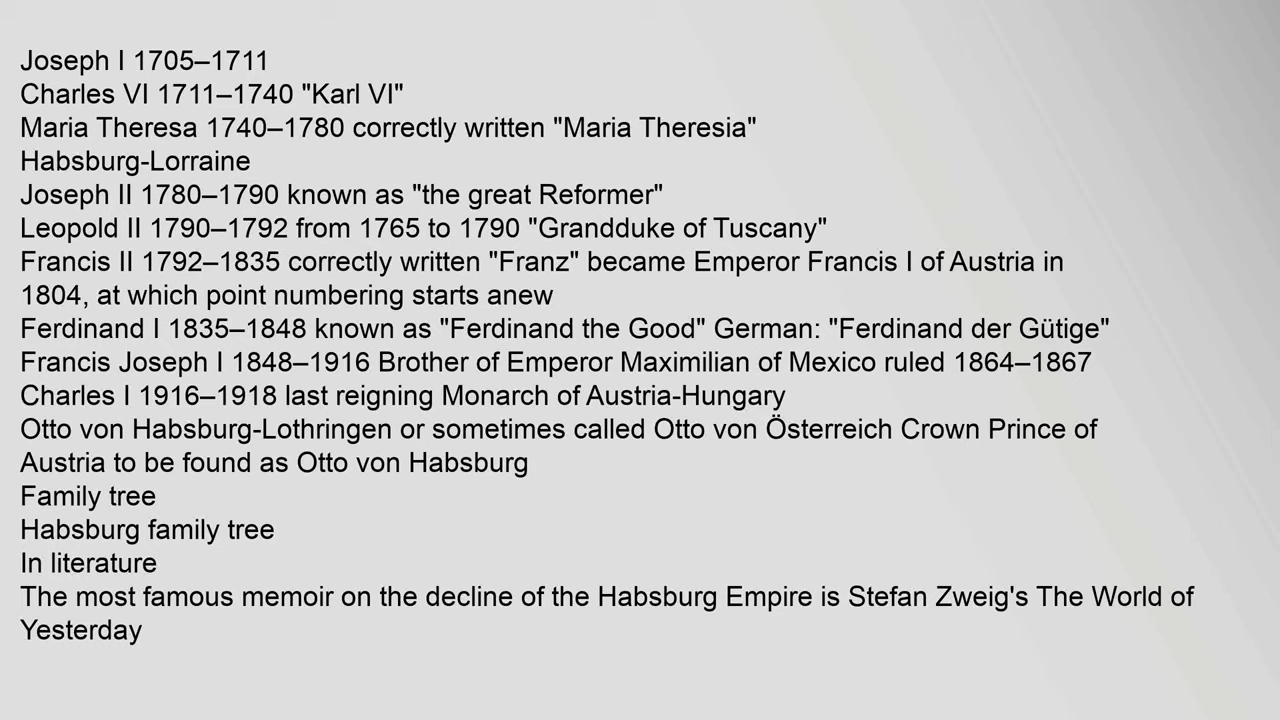 Joseph I 1705–1711
Charles VI 1711–1740 "Karl VI"
Maria Theresa 1740–1780 correctly written "Maria Theresia"
Habsburg-Lorraine
Joseph II 1780–1790 known as "the great Reformer"
Leopold II 1790–1792 from 1765 to 1790 "Grandduke of Tuscany"
Francis II 1792–1835 correctly written "Franz" became Emperor Francis I of Austria in
1804, at which point numbering starts anew
Ferdinand I 1835–1848 known as "Ferdinand the Good" German: "Ferdinand der Gütige"
Francis Joseph I 1848–1916 Brother of Emperor Maximilian of Mexico ruled 1864–1867
Charles I 1916–1918 last reigning Monarch of Austria-Hungary
Otto von Habsburg-Lothringen or sometimes called Otto von Österreich Crown Prince of
Austria to be found as Otto von Habsburg
Family tree
Habsburg family tree
In literature
The most famous memoir on the decline of the Habsburg Empire is Stefan Zweig's The World of
Yesterday